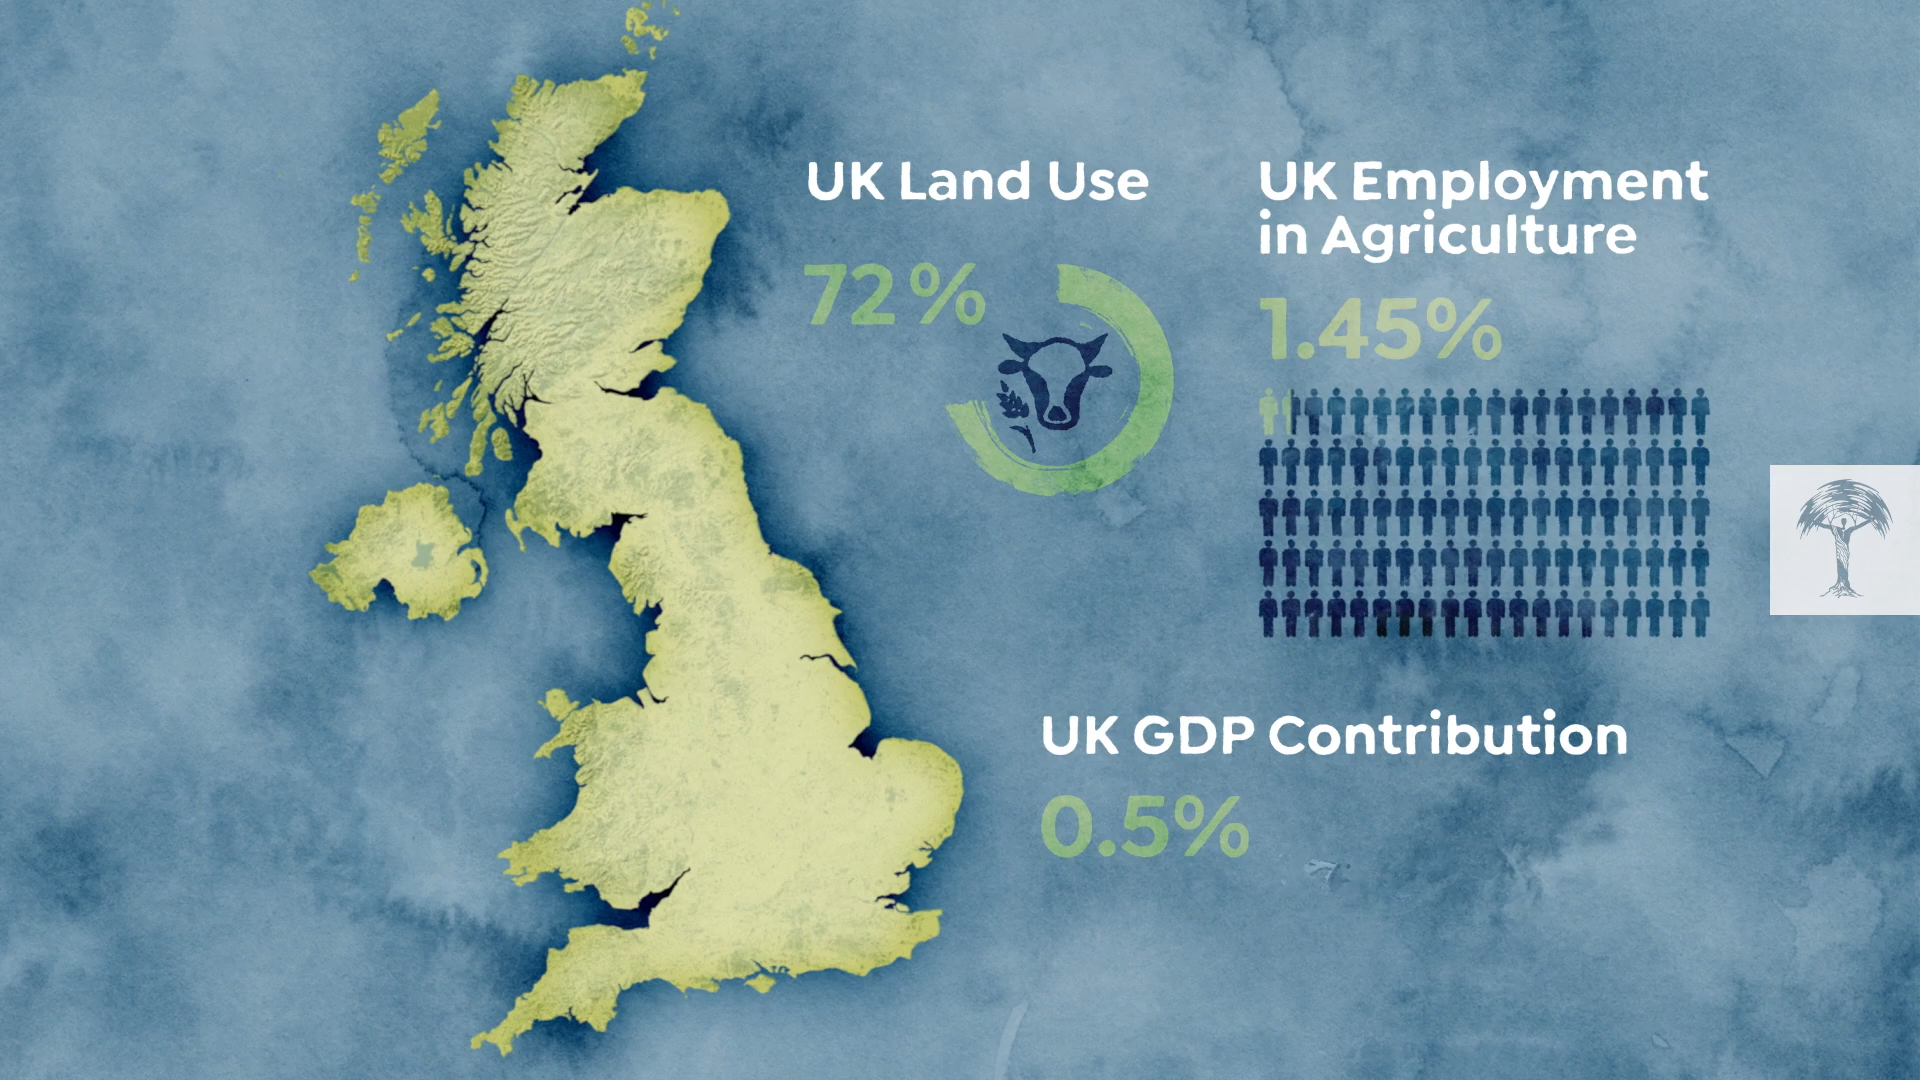 UK Land Use
72%
UK Employment
in Agriculture
1.45%
UK GDP Contribution
0.5%